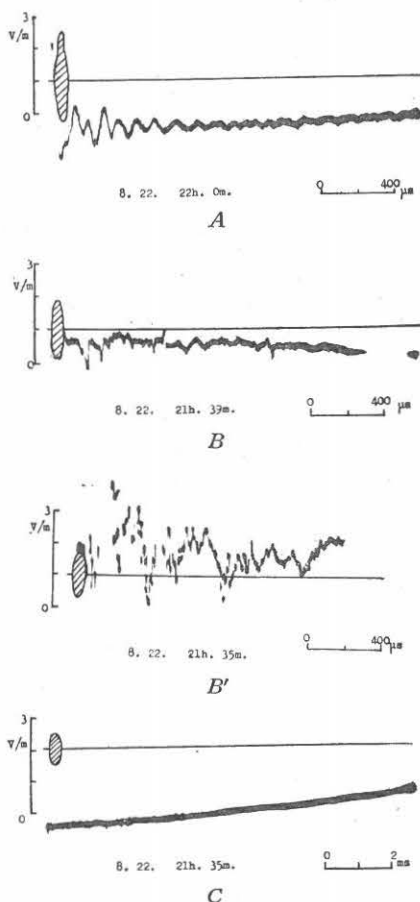 3
V/m
0
8. 22. 22h. 0m.
0 400 μs
A
3
V/m
0
8. 22. 21h. 39m.
0 400 μs
B
V/m
0
8. 22. 21h. 35m.
0 400 μs
B′
3
V/m
0
8. 22. 21h. 35m.
0 2 ms
C